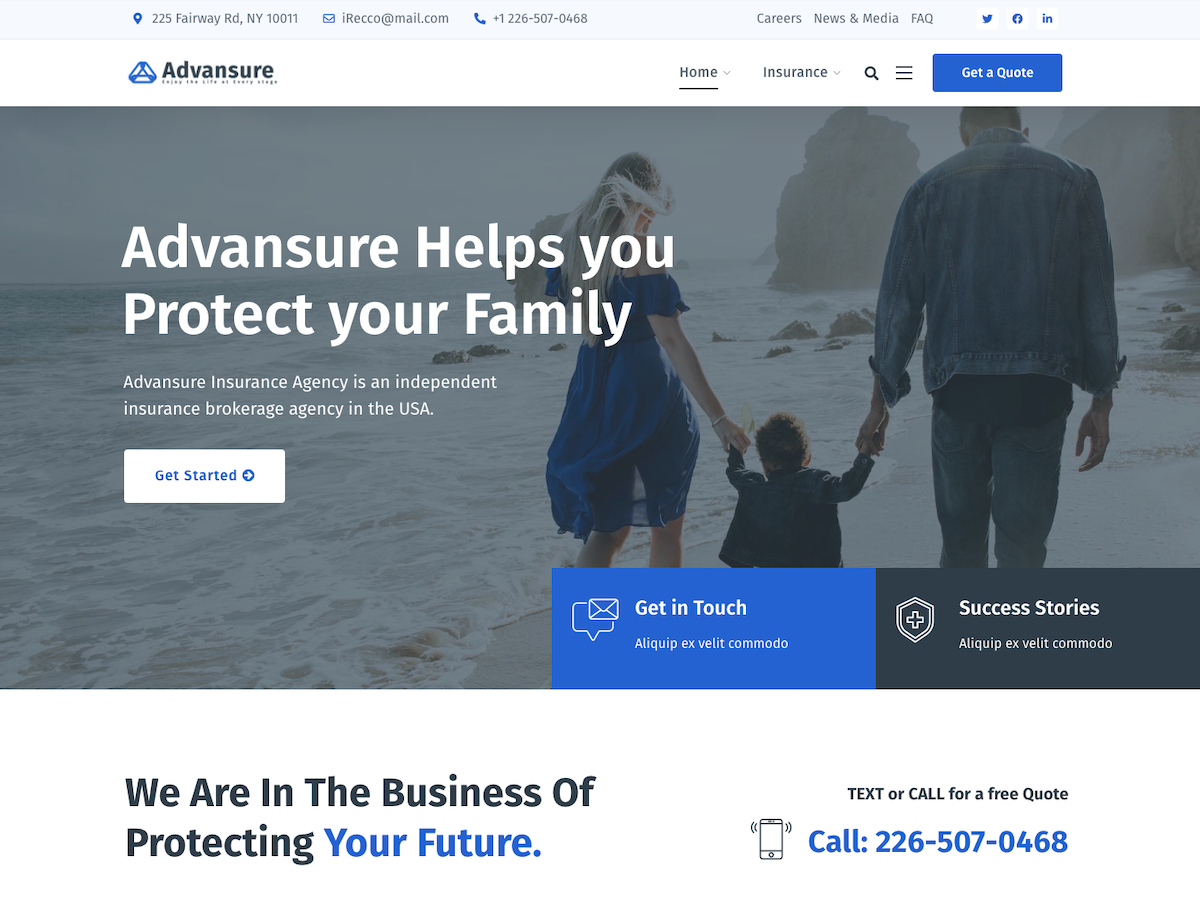 225 Fairway Rd, NY 10011
iRecco@mail.com
+1 226-507-0468
Careers
News & Media
FAQ
Advansure
Enjoy the Life at Every stage
Home
Insurance
Get a Quote
Advansure Helps you
Protect your Family
Advansure Insurance Agency is an independent
insurance brokerage agency in the USA.
Get Started
Get in Touch
Aliquip ex velit commodo
Success Stories
Aliquip ex velit commodo
We Are In The Business Of
Protecting Your Future.
TEXT or CALL for a free Quote
Call: 226-507-0468